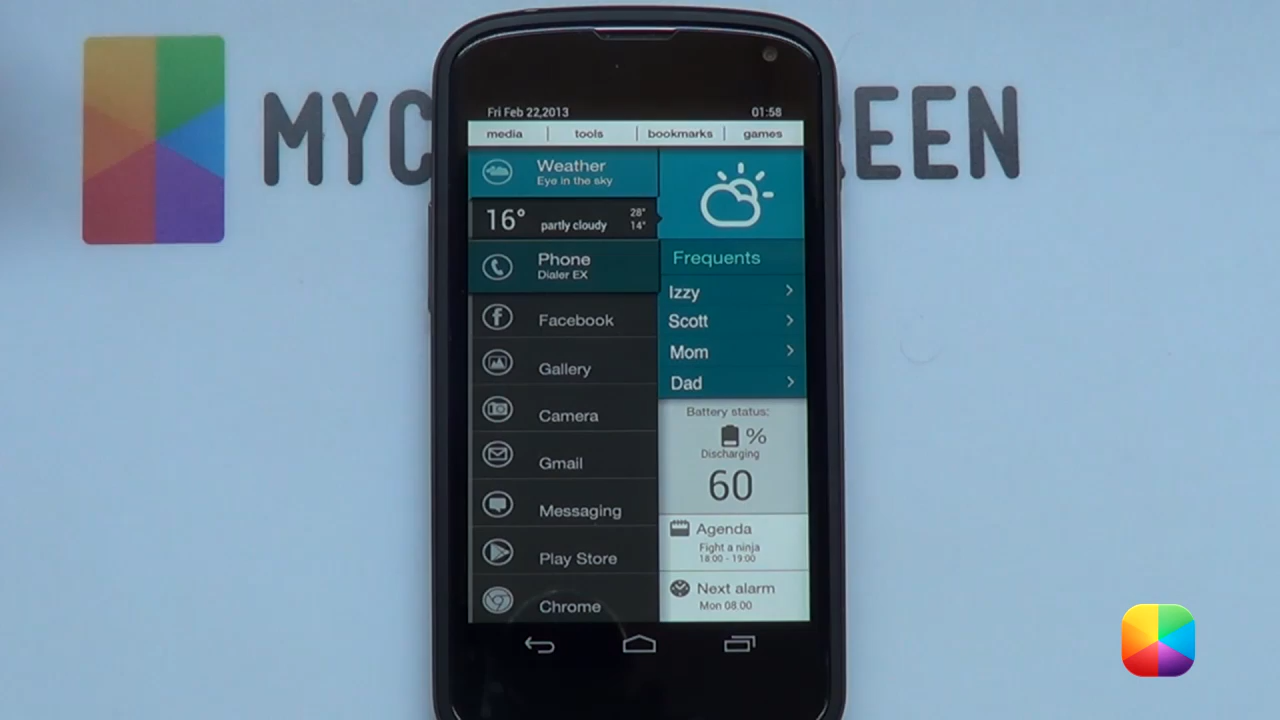 MYC REEN
Fri Feb 22,2013 01:58
media | tools | bookmarks | games
Weather
Eye in the sky
16° partly cloudy 28°
14°
Phone
Dialer EX
Facebook
Gallery
Camera
Gmail
Messaging
Play Store
Chrome
Frequents
Izzy
Scott
Mom
Dad
Battery status:
%
Discharging
60
Agenda
Fight a ninja
18:00 - 19:00
Next alarm
Mon 08:00